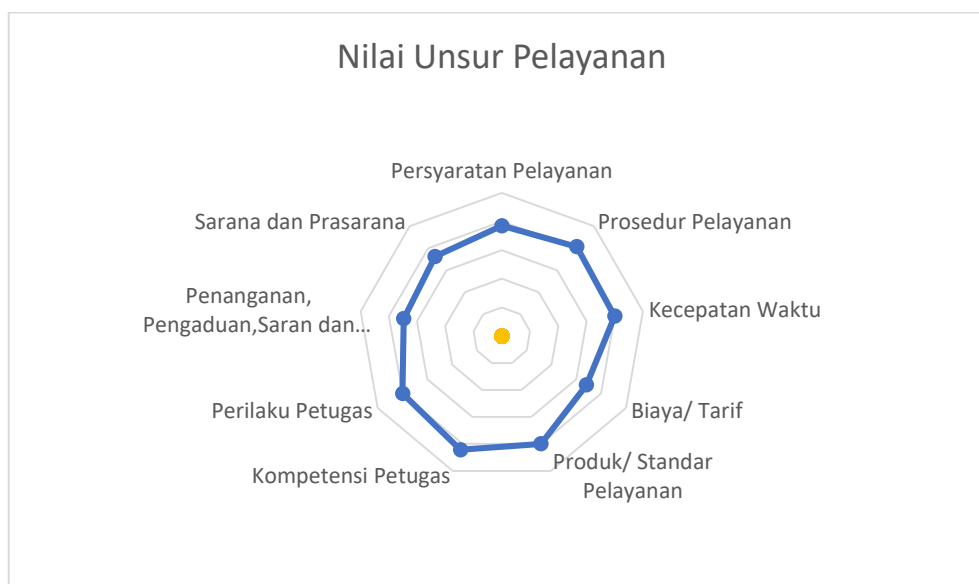 Nilai Unsur Pelayanan
Persyaratan Pelayanan
Prosedur Pelayanan
Kecepatan Waktu
Biaya/ Tarif
Produk/ Standar
Pelayanan
Kompetensi Petugas
Perilaku Petugas
Penanganan,
Pengaduan,Saran dan…
Sarana dan Prasarana